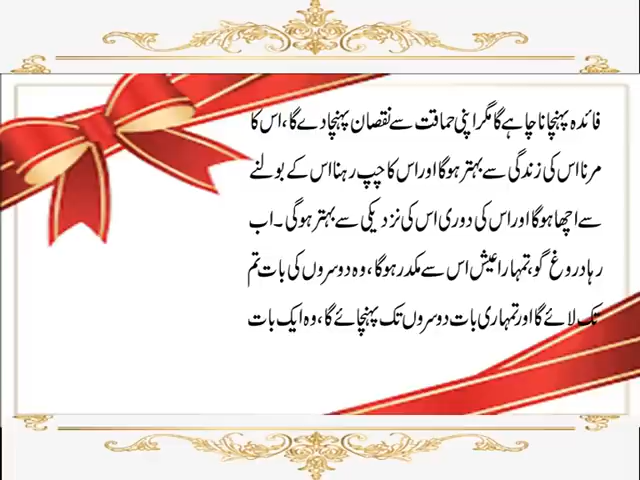 فائدہ پہنچانا چاہے گا مگر اپنی حماقت سے نقصان پہنچا دے گا، اس کا
مرنا اس کی زندگی سے بہتر ہوگا اور اس کا چپ رہنا اس کے بولنے
سے اچھا ہوگا اور اس کی دوری اس کی نزدیکی سے بہتر ہوگی۔ اب
رہا دروغ گو، تمہارا عیش اس سے مکدر ہوگا، وہ دوسروں کی بات تم
تک لائے گا اور تمہاری بات دوسروں تک پہنچائے گا، وہ ایک بات